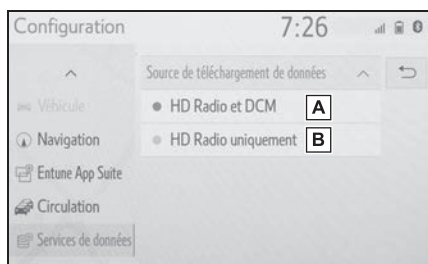 Configuration
7:26
0
Source de téléchargement de données
Véhicule
HD Radio et DCM
A
Navigation
HD Radio uniquement
B
Entune App Suite
Circulation
Services de données